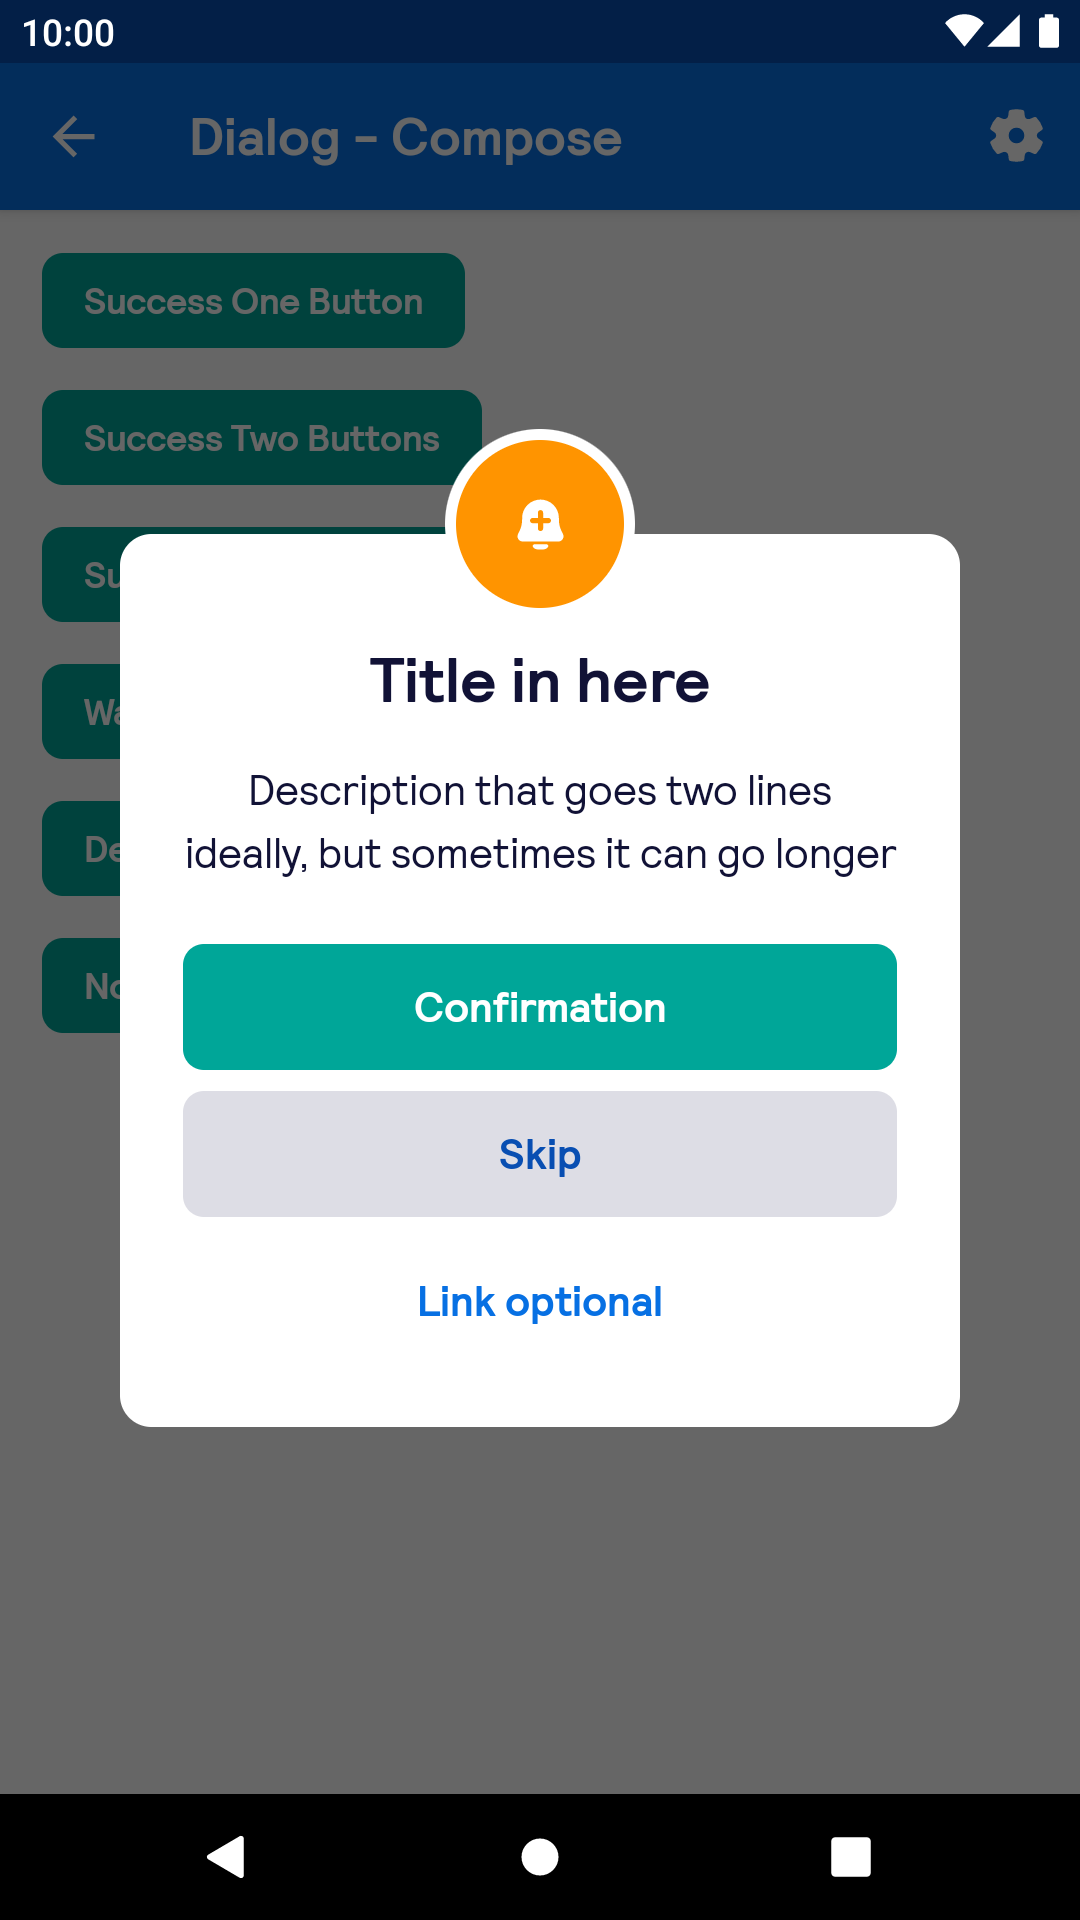 10:00
Dialog - Compose
Success One Button
Success Two Buttons
Su
Wa
De
No
Title in here
Description that goes two lines
ideally, but sometimes it can go longer
Confirmation
Skip
Link optional